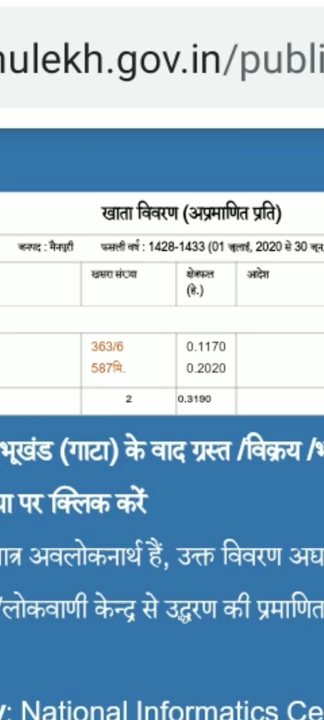 nulekh.gov.in/publi
खाता विवरण (अप्रमाणित प्रति)
जनपद : मैनपुरी फसली वर्ष : 1428-1433 (01 जुलाई, 2020 से 30 जून
खसरा संख्या क्षेत्रफल (हे.) आदेश
363/6 0.1170
587मि. 0.2020
2 0.3190
भूखंड (गाटा) के वाद ग्रस्त /विक्रय /भ
या पर क्लिक करें
मात्र अवलोकनार्थ हैं, उक्त विवरण अद्य
/लोकवाणी केन्द्र से उद्धरण की प्रमाणित
y: National Informatics Ce